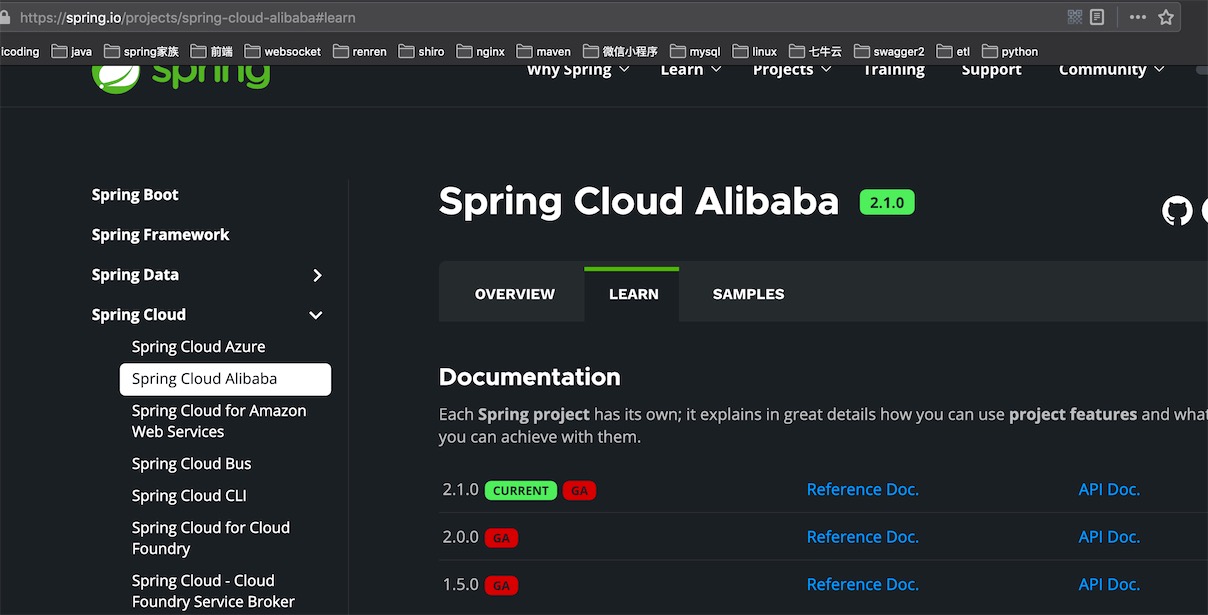 https://spring.io/projects/spring-cloud-alibaba#learn
icoding java spring家族 前端 websocket renren shiro nginx maven 微信小程序 mysql linux 七牛云 swagger2 etl python
spring Why Spring Learn Projects Training Support Community
Spring Boot
Spring Framework
Spring Data
Spring Cloud
Spring Cloud Azure
Spring Cloud Alibaba
Spring Cloud for Amazon
Web Services
Spring Cloud Bus
Spring Cloud CLI
Spring Cloud for Cloud
Foundry
Spring Cloud - Cloud
Foundry Service Broker
Spring Cloud Alibaba 2.1.0
OVERVIEW LEARN SAMPLES
Documentation
Each Spring project has its own; it explains in great details how you can use project features and what
you can achieve with them.
2.1.0 CURRENT GA Reference Doc. API Doc.
2.0.0 GA Reference Doc. API Doc.
1.5.0 GA Reference Doc. API Doc.